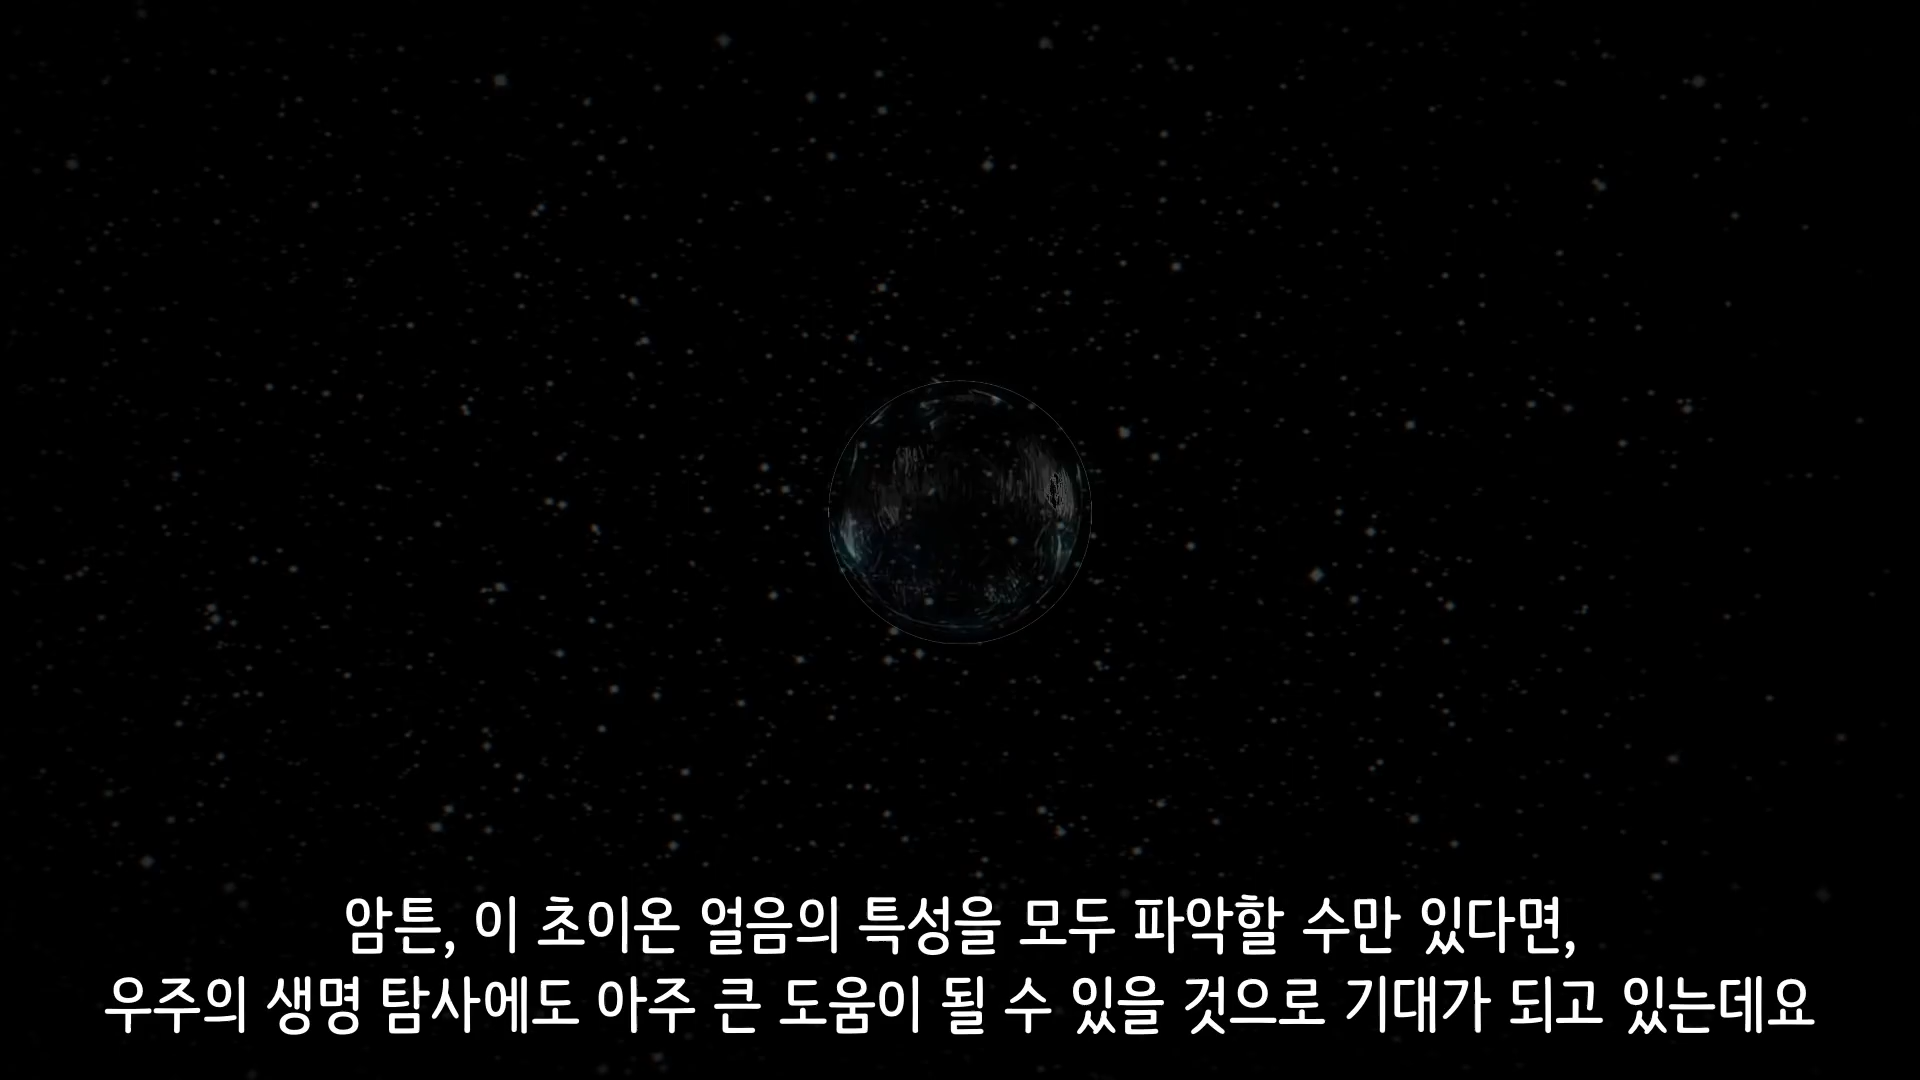 암튼, 이 초이온 얼음의 특성을 모두 파악할 수만 있다면,
우주의 생명 탐사에도 아주 큰 도움이 될 수 있을 것으로 기대가 되고 있는데요